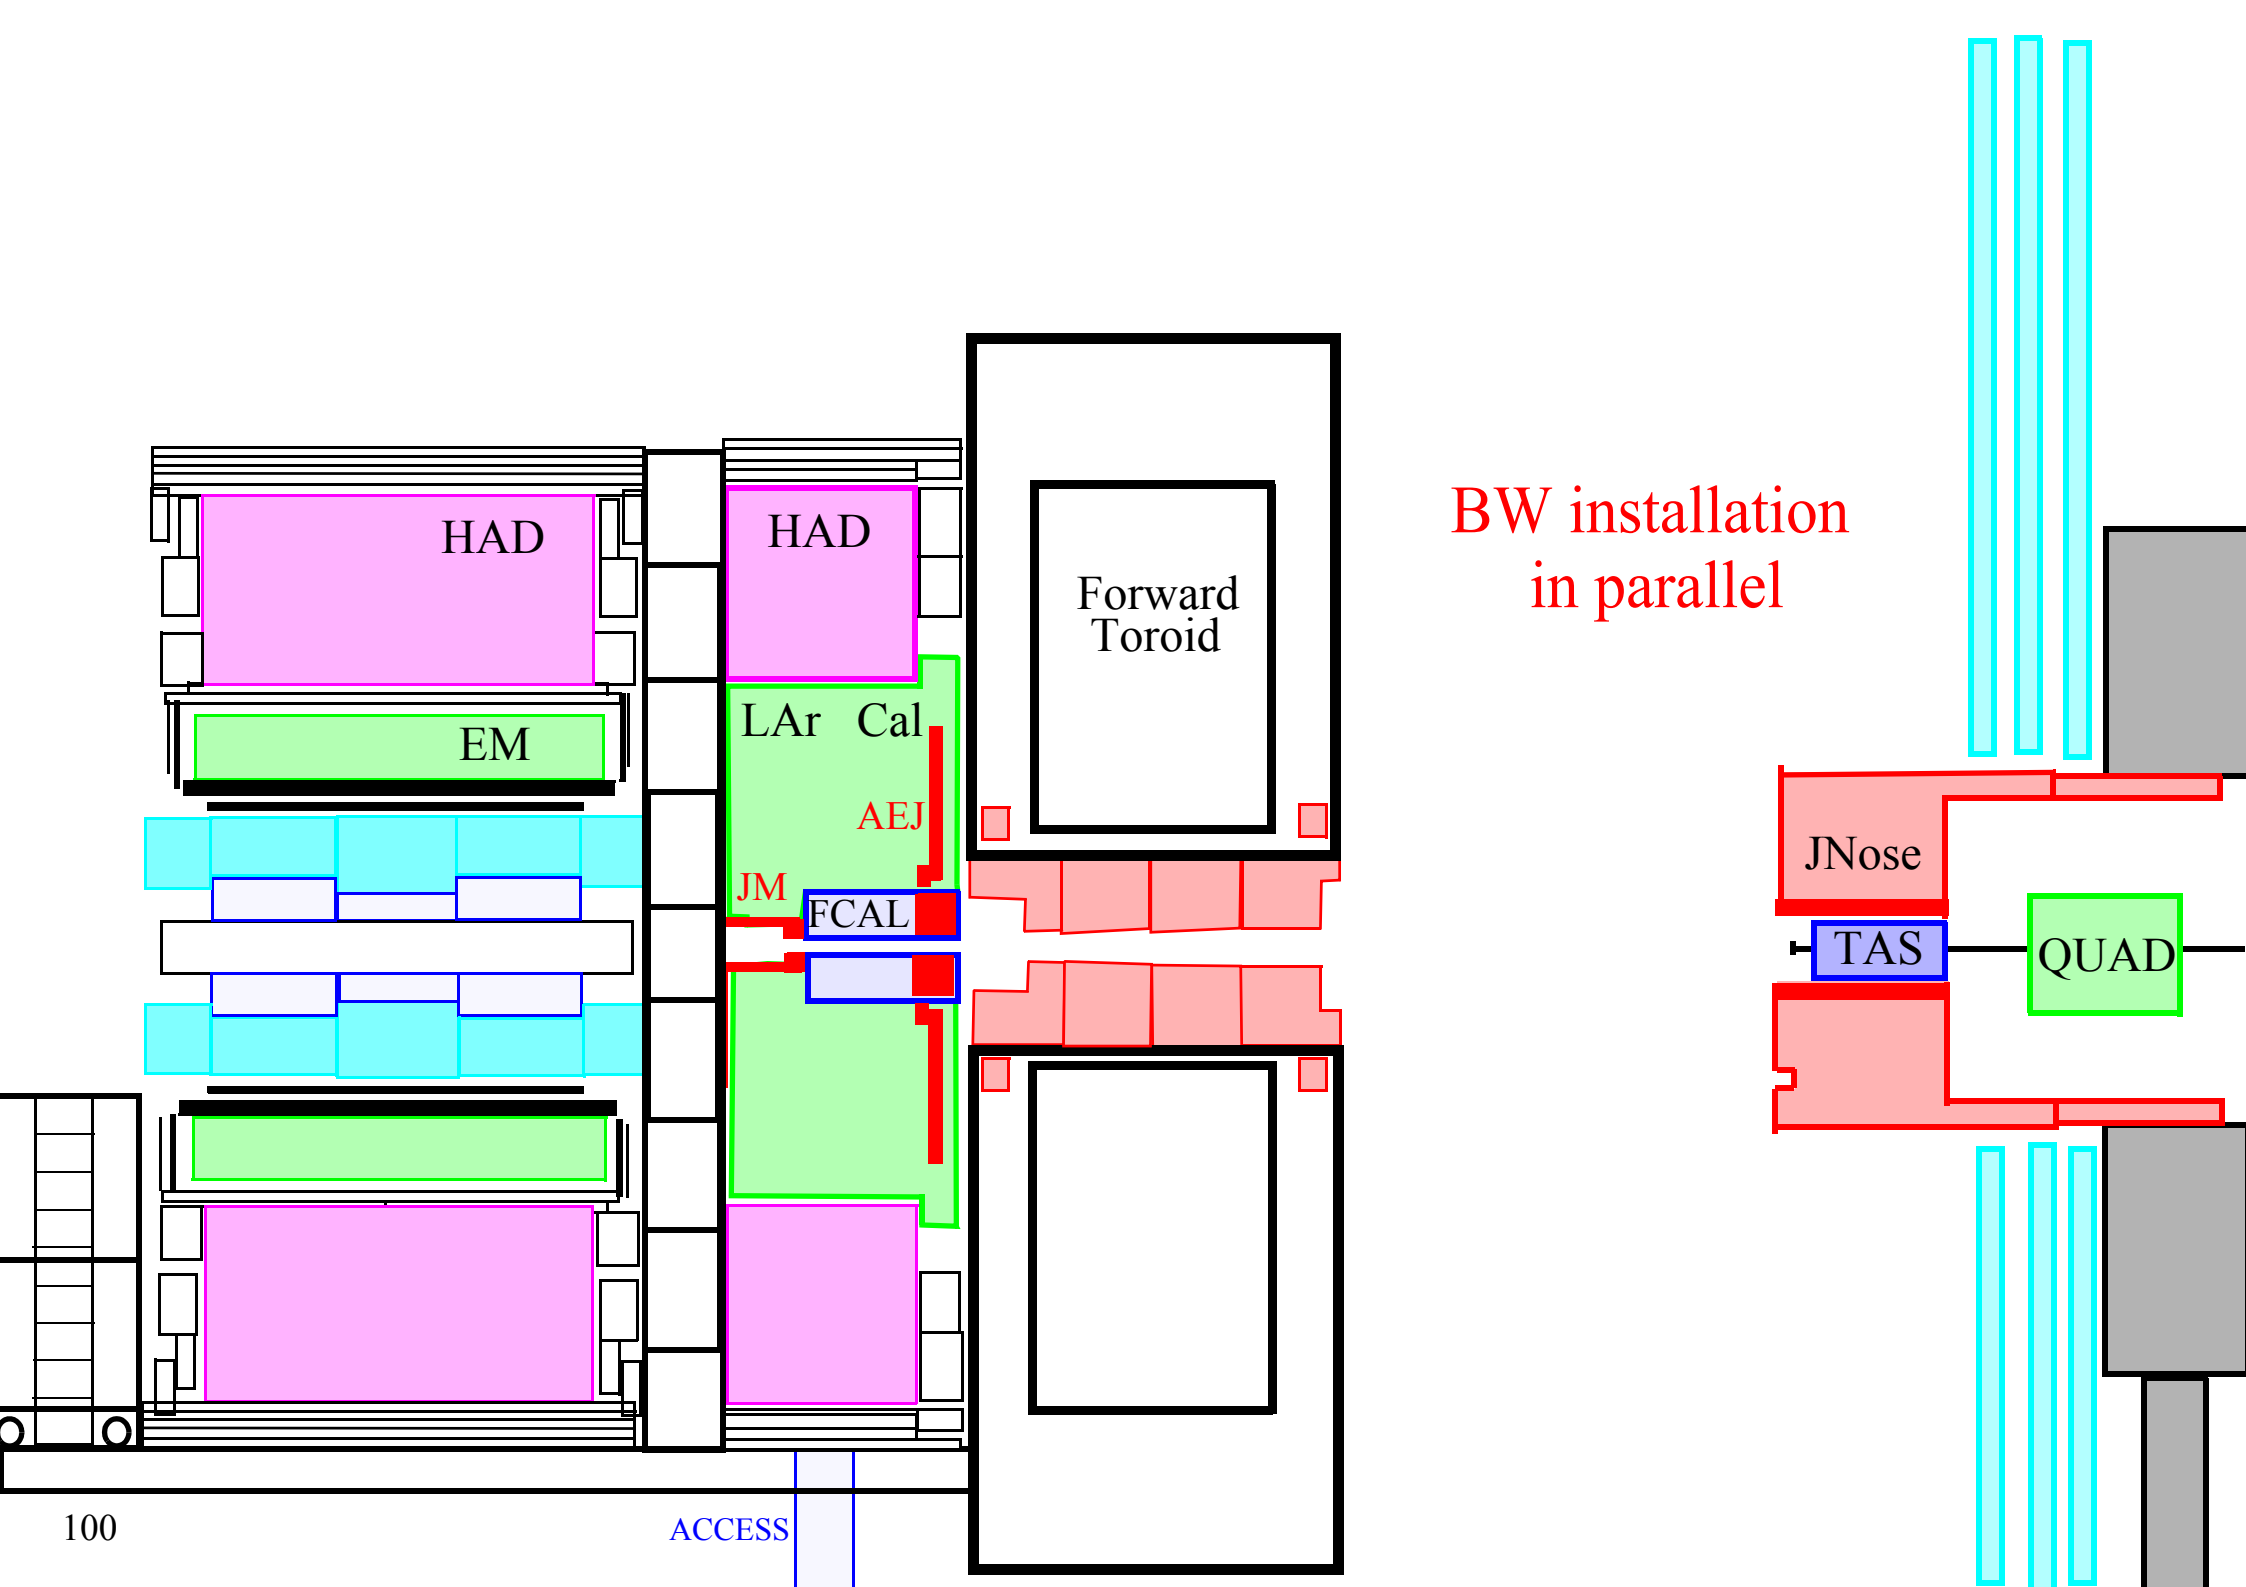 BW installation
in parallel
HAD
HAD
Forward
Toroid
LAr Cal
EM
AEJ
JM
FCAL
JNose
TAS
QUAD
100
ACCESS